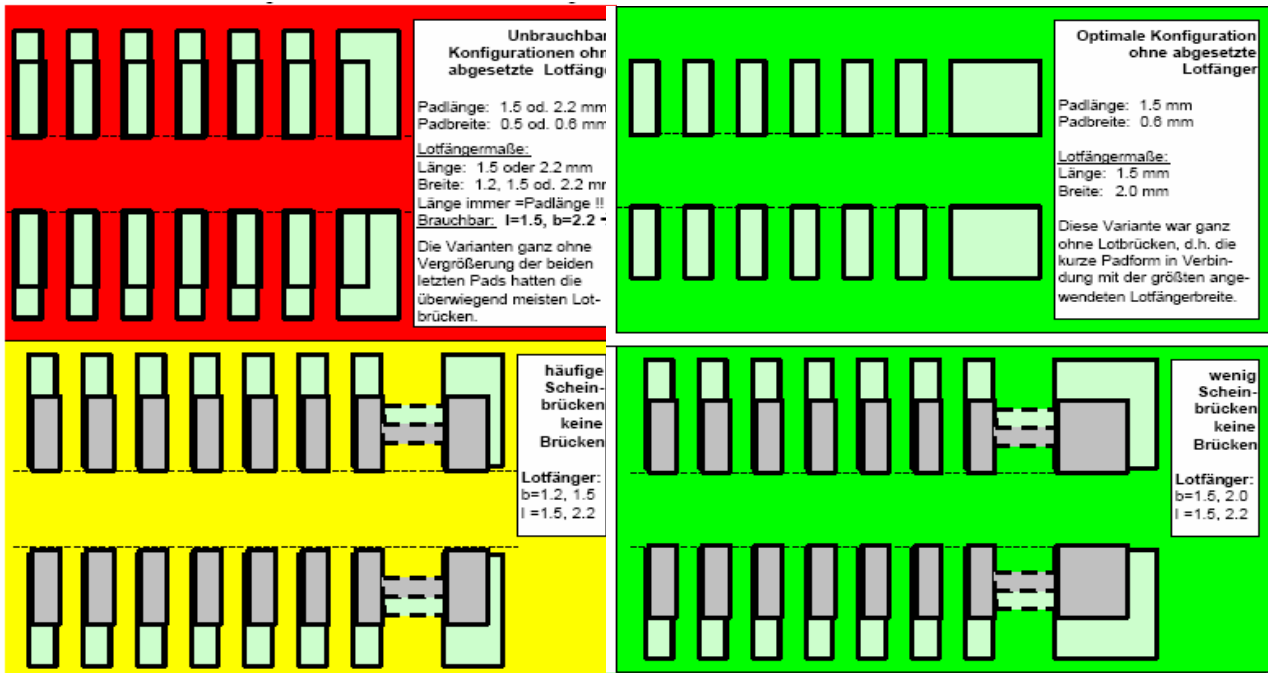 Unbrauchbar
Konfigurationen
abgesetzte
Padlänge: 1.5 od. 2.2 mm
Padbreite: 0.5 od. 0.6 mm
Lotfängermaße:
Länge: 1.5 oder 2.2 mm
Breite: 1.2, 1.5 od. 2.2
Länge immer =Padlänge !!
Brauchbar: l=1.5, b=2.2
Die Varianten ganz ohne
Vergrößerung der beiden
letzten Pads hatten die
überwiegend meisten Lot-
brücken.
Optimale Konfiguration
ohne abgesetzte
Lotfänger
Padlänge: 1.5 mm
Padbreite: 0.6 mm
Lotfängermaße:
Länge: 1.5 mm
Breite: 2.0 mm
Diese Variante war ganz
ohne Lotbrücken, d.h. die
kurze Padform in Verbin-
dung mit der größten ange-
wendeten Lotfängerbreite.
häufige
Schein-
brücken
keine
Brücken
Lotfänger:
b=1.2, 1.5
l =1.5, 2.2
wenig
Schein-
brücken
keine
Brücken
Lotfänger:
b=1.5, 2.0
l =1.5, 2.2